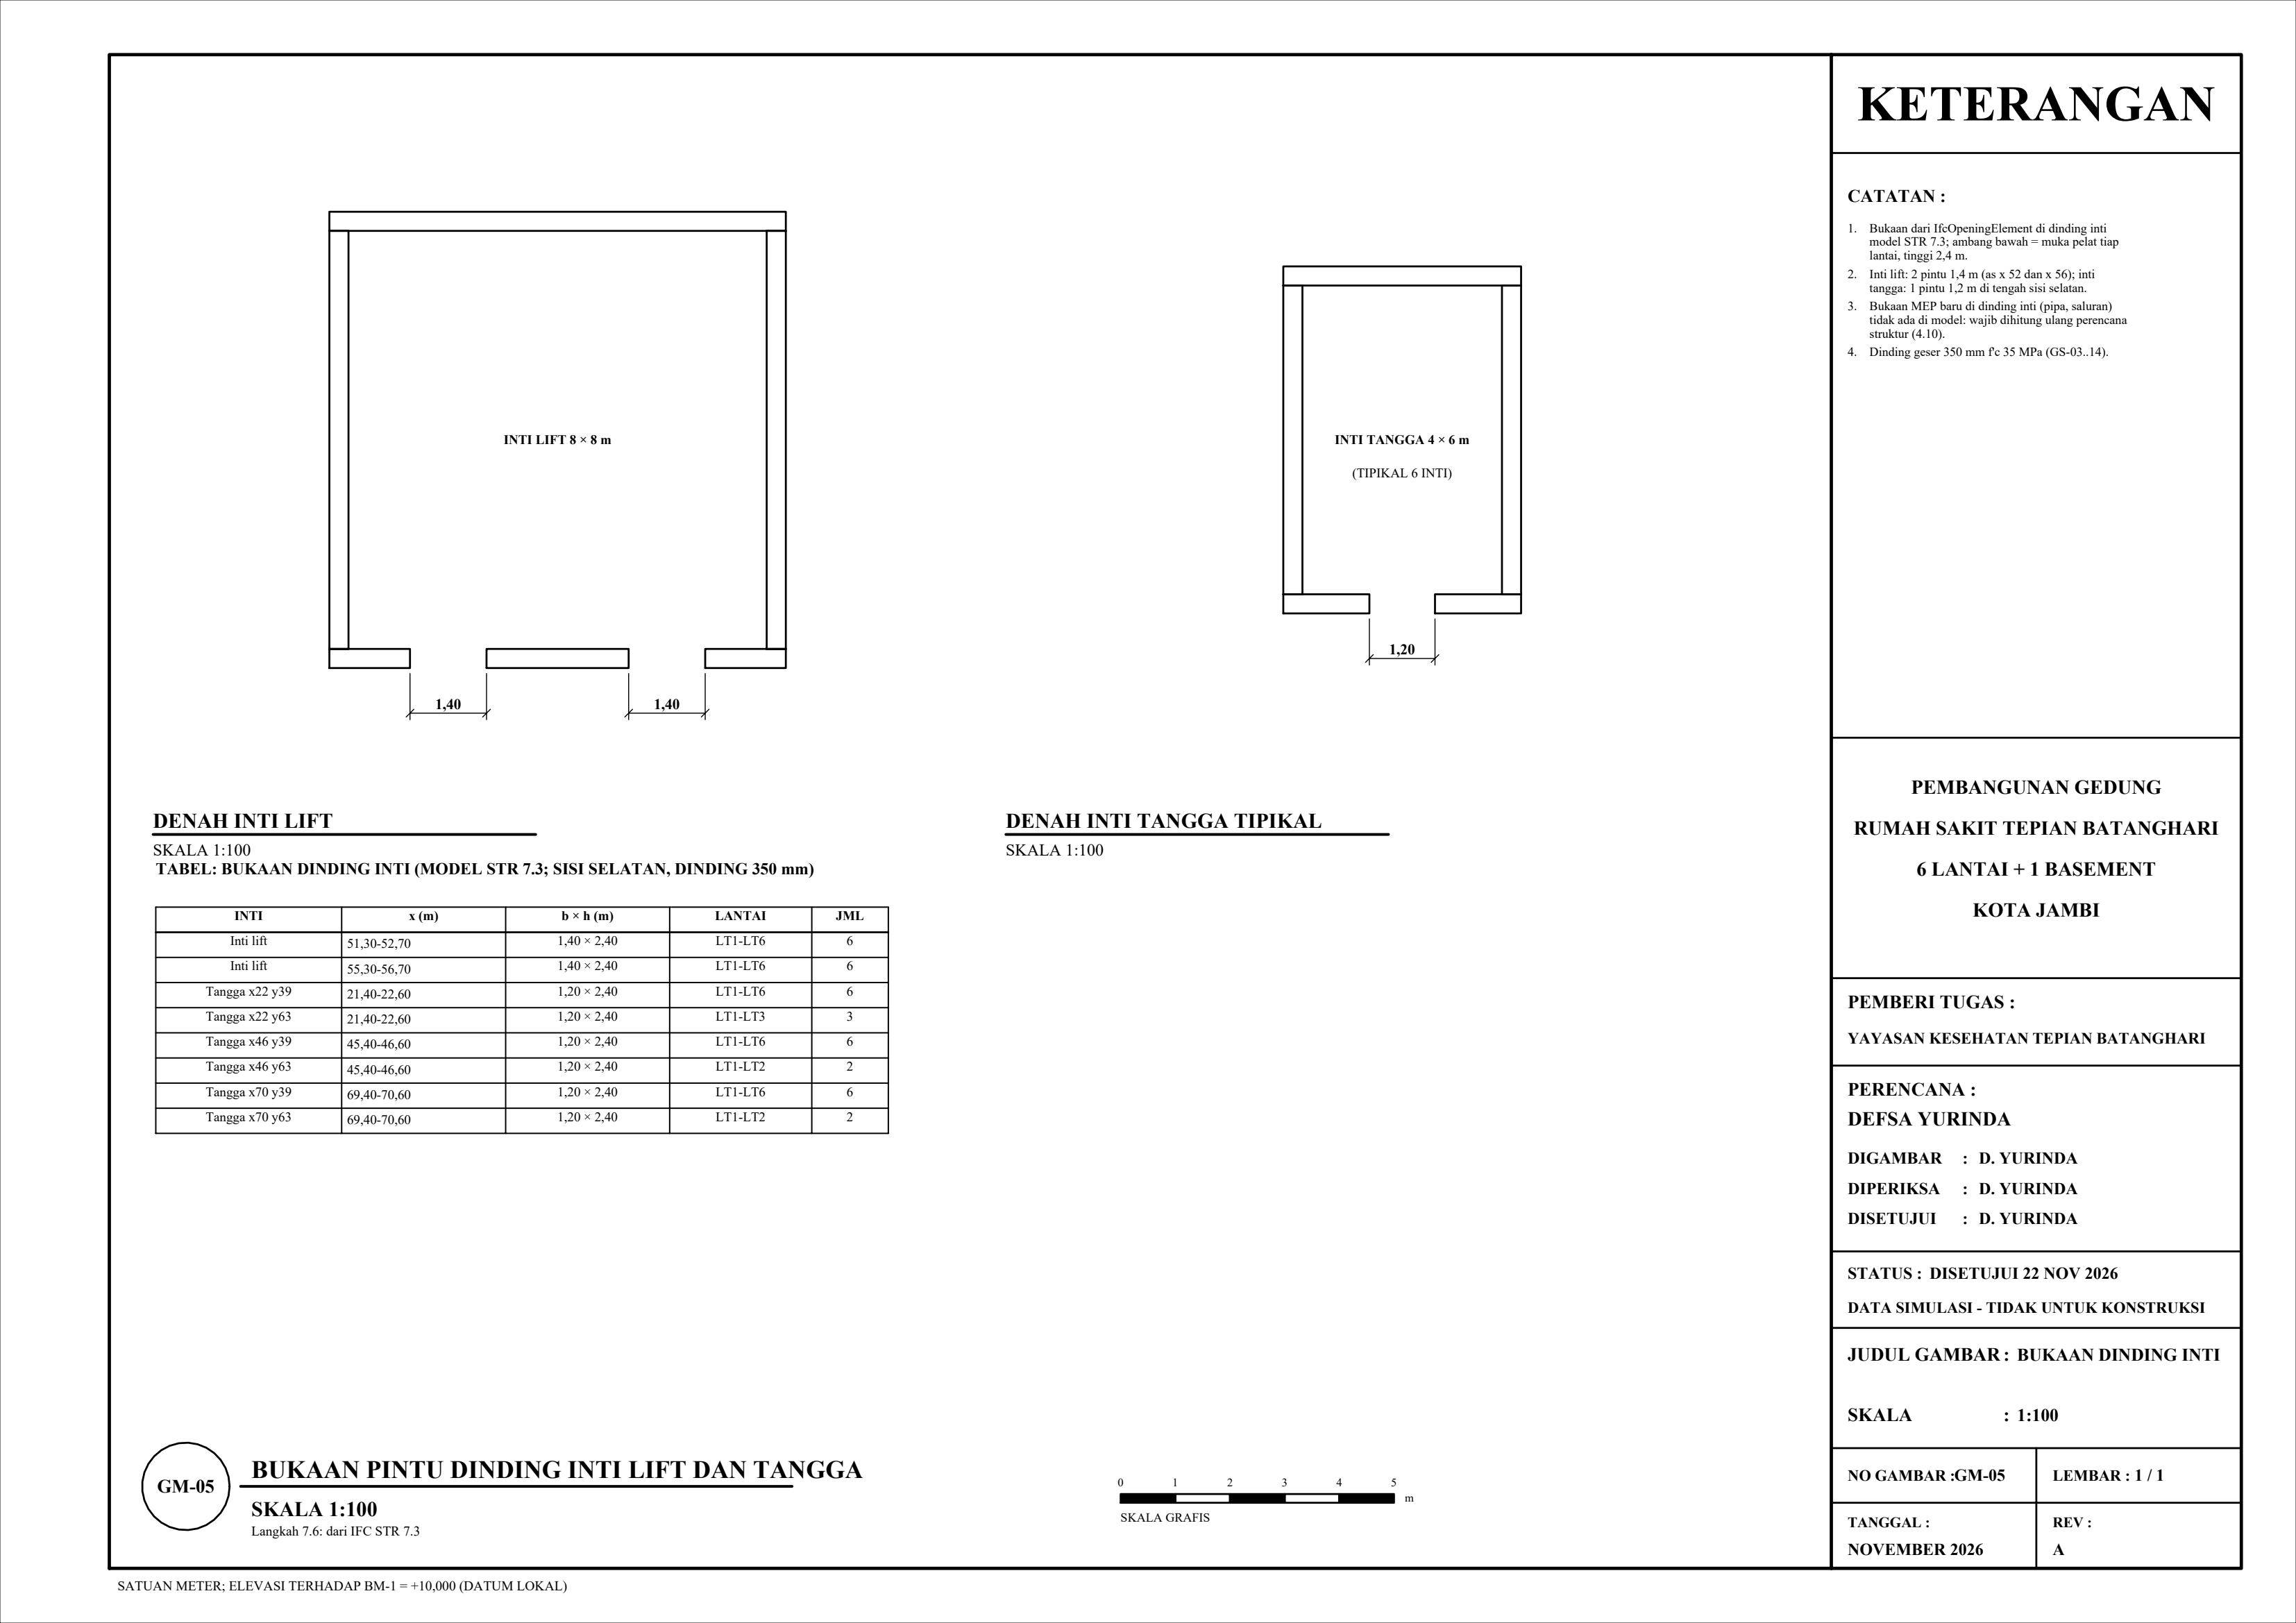 KETERANGAN
CATATAN :
1. Bukaan dari IfcOpeningElement di dinding inti
model STR 7.3; ambang bawah = muka pelat tiap
lantai, tinggi 2,4 m.
2. Inti lift: 2 pintu 1,4 m (as x 52 dan x 56); inti
tangga: 1 pintu 1,2 m di tengah sisi selatan.
3. Bukaan MEP baru di dinding inti (pipa, saluran)
tidak ada di model: wajib dihitung ulang perencana
struktur (4.10).
4. Dinding geser 350 mm f'c 35 MPa (GS-03..14).
INTI LIFT 8 × 8 m
1,40 1,40
INTI TANGGA 4 × 6 m
(TIPIKAL 6 INTI)
1,20
DENAH INTI LIFT
SKALA 1:100
DENAH INTI TANGGA TIPIKAL
SKALA 1:100
TABEL: BUKAAN DINDING INTI (MODEL STR 7.3; SISI SELATAN, DINDING 350 mm)
INTI x (m) b × h (m) LANTAI JML
Inti lift 51,30-52,70 1,40 × 2,40 LT1-LT6 6
Inti lift 55,30-56,70 1,40 × 2,40 LT1-LT6 6
Tangga x22 y39 21,40-22,60 1,20 × 2,40 LT1-LT6 6
Tangga x22 y63 21,40-22,60 1,20 × 2,40 LT1-LT3 3
Tangga x46 y39 45,40-46,60 1,20 × 2,40 LT1-LT6 6
Tangga x46 y63 45,40-46,60 1,20 × 2,40 LT1-LT2 2
Tangga x70 y39 69,40-70,60 1,20 × 2,40 LT1-LT6 6
Tangga x70 y63 69,40-70,60 1,20 × 2,40 LT1-LT2 2
PEMBANGUNAN GEDUNG
RUMAH SAKIT TEPIAN BATANGHARI
6 LANTAI + 1 BASEMENT
KOTA JAMBI
PEMBERI TUGAS :
YAYASAN KESEHATAN TEPIAN BATANGHARI
PERENCANA :
DEFSA YURINDA
DIGAMBAR : D. YURINDA
DIPERIKSA : D. YURINDA
DISETUJUI : D. YURINDA
STATUS : DISETUJUI 22 NOV 2026
DATA SIMULASI - TIDAK UNTUK KONSTRUKSI
JUDUL GAMBAR : BUKAAN DINDING INTI
SKALA : 1:100
NO GAMBAR :GM-05 LEMBAR : 1 / 1
TANGGAL : REV :
NOVEMBER 2026 A
GM-05
BUKAAN PINTU DINDING INTI LIFT DAN TANGGA
SKALA 1:100
Langkah 7.6: dari IFC STR 7.3
0 1 2 3 4 5
m
SKALA GRAFIS
SATUAN METER; ELEVASI TERHADAP BM-1 = +10,000 (DATUM LOKAL)